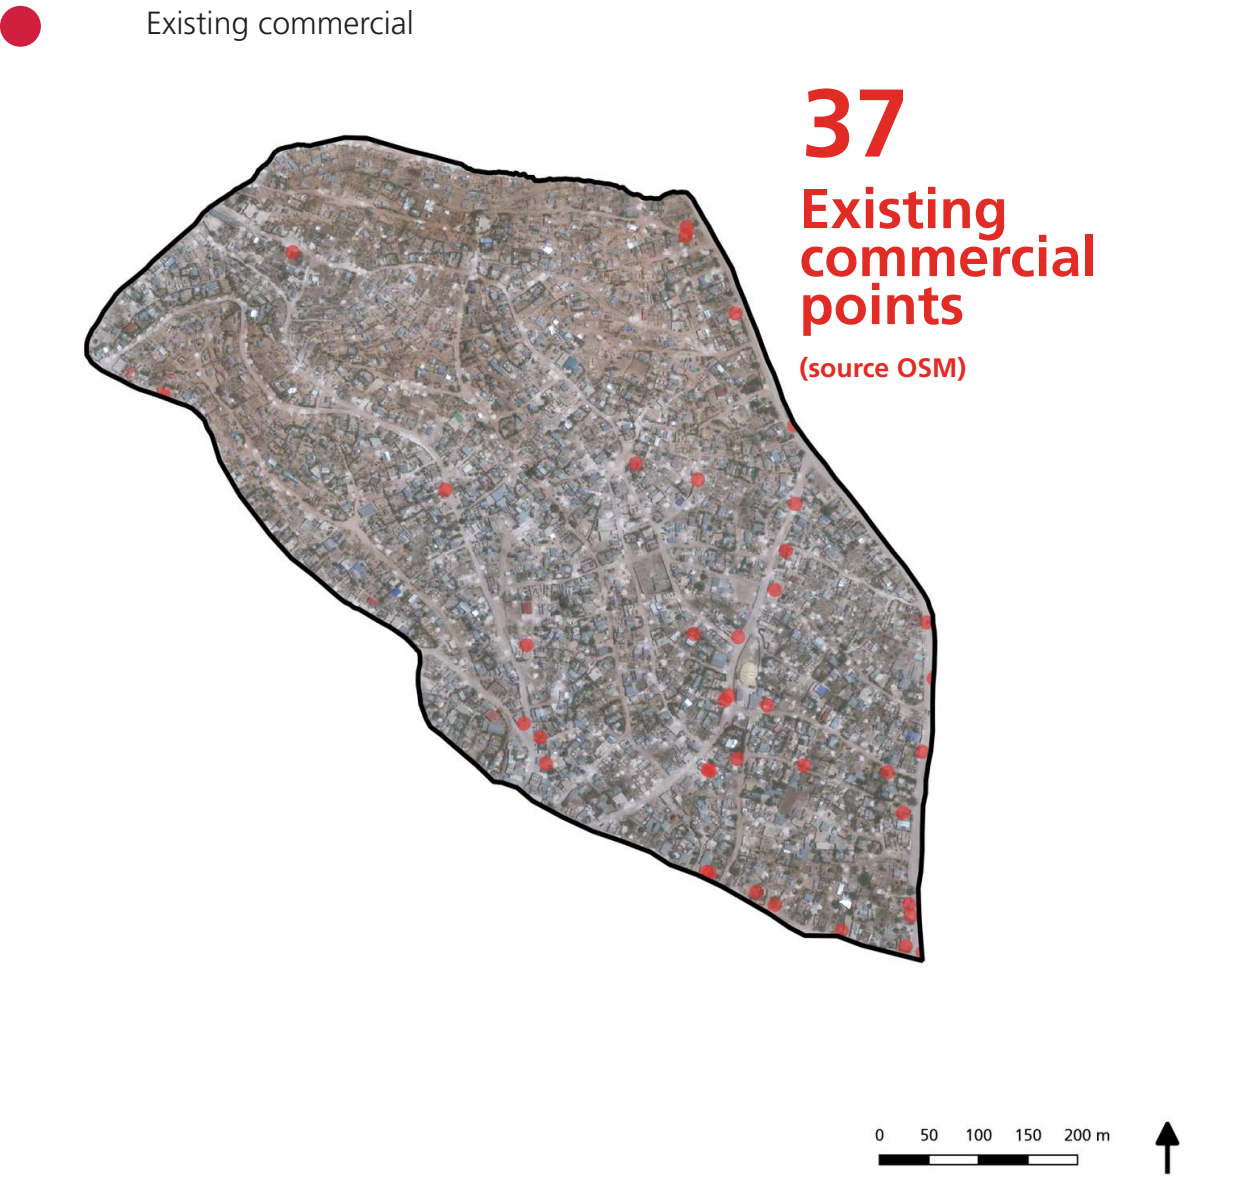 Existing commercial
37
Existing
commercial
points
(source OSM)
0 50 100 150 200 m